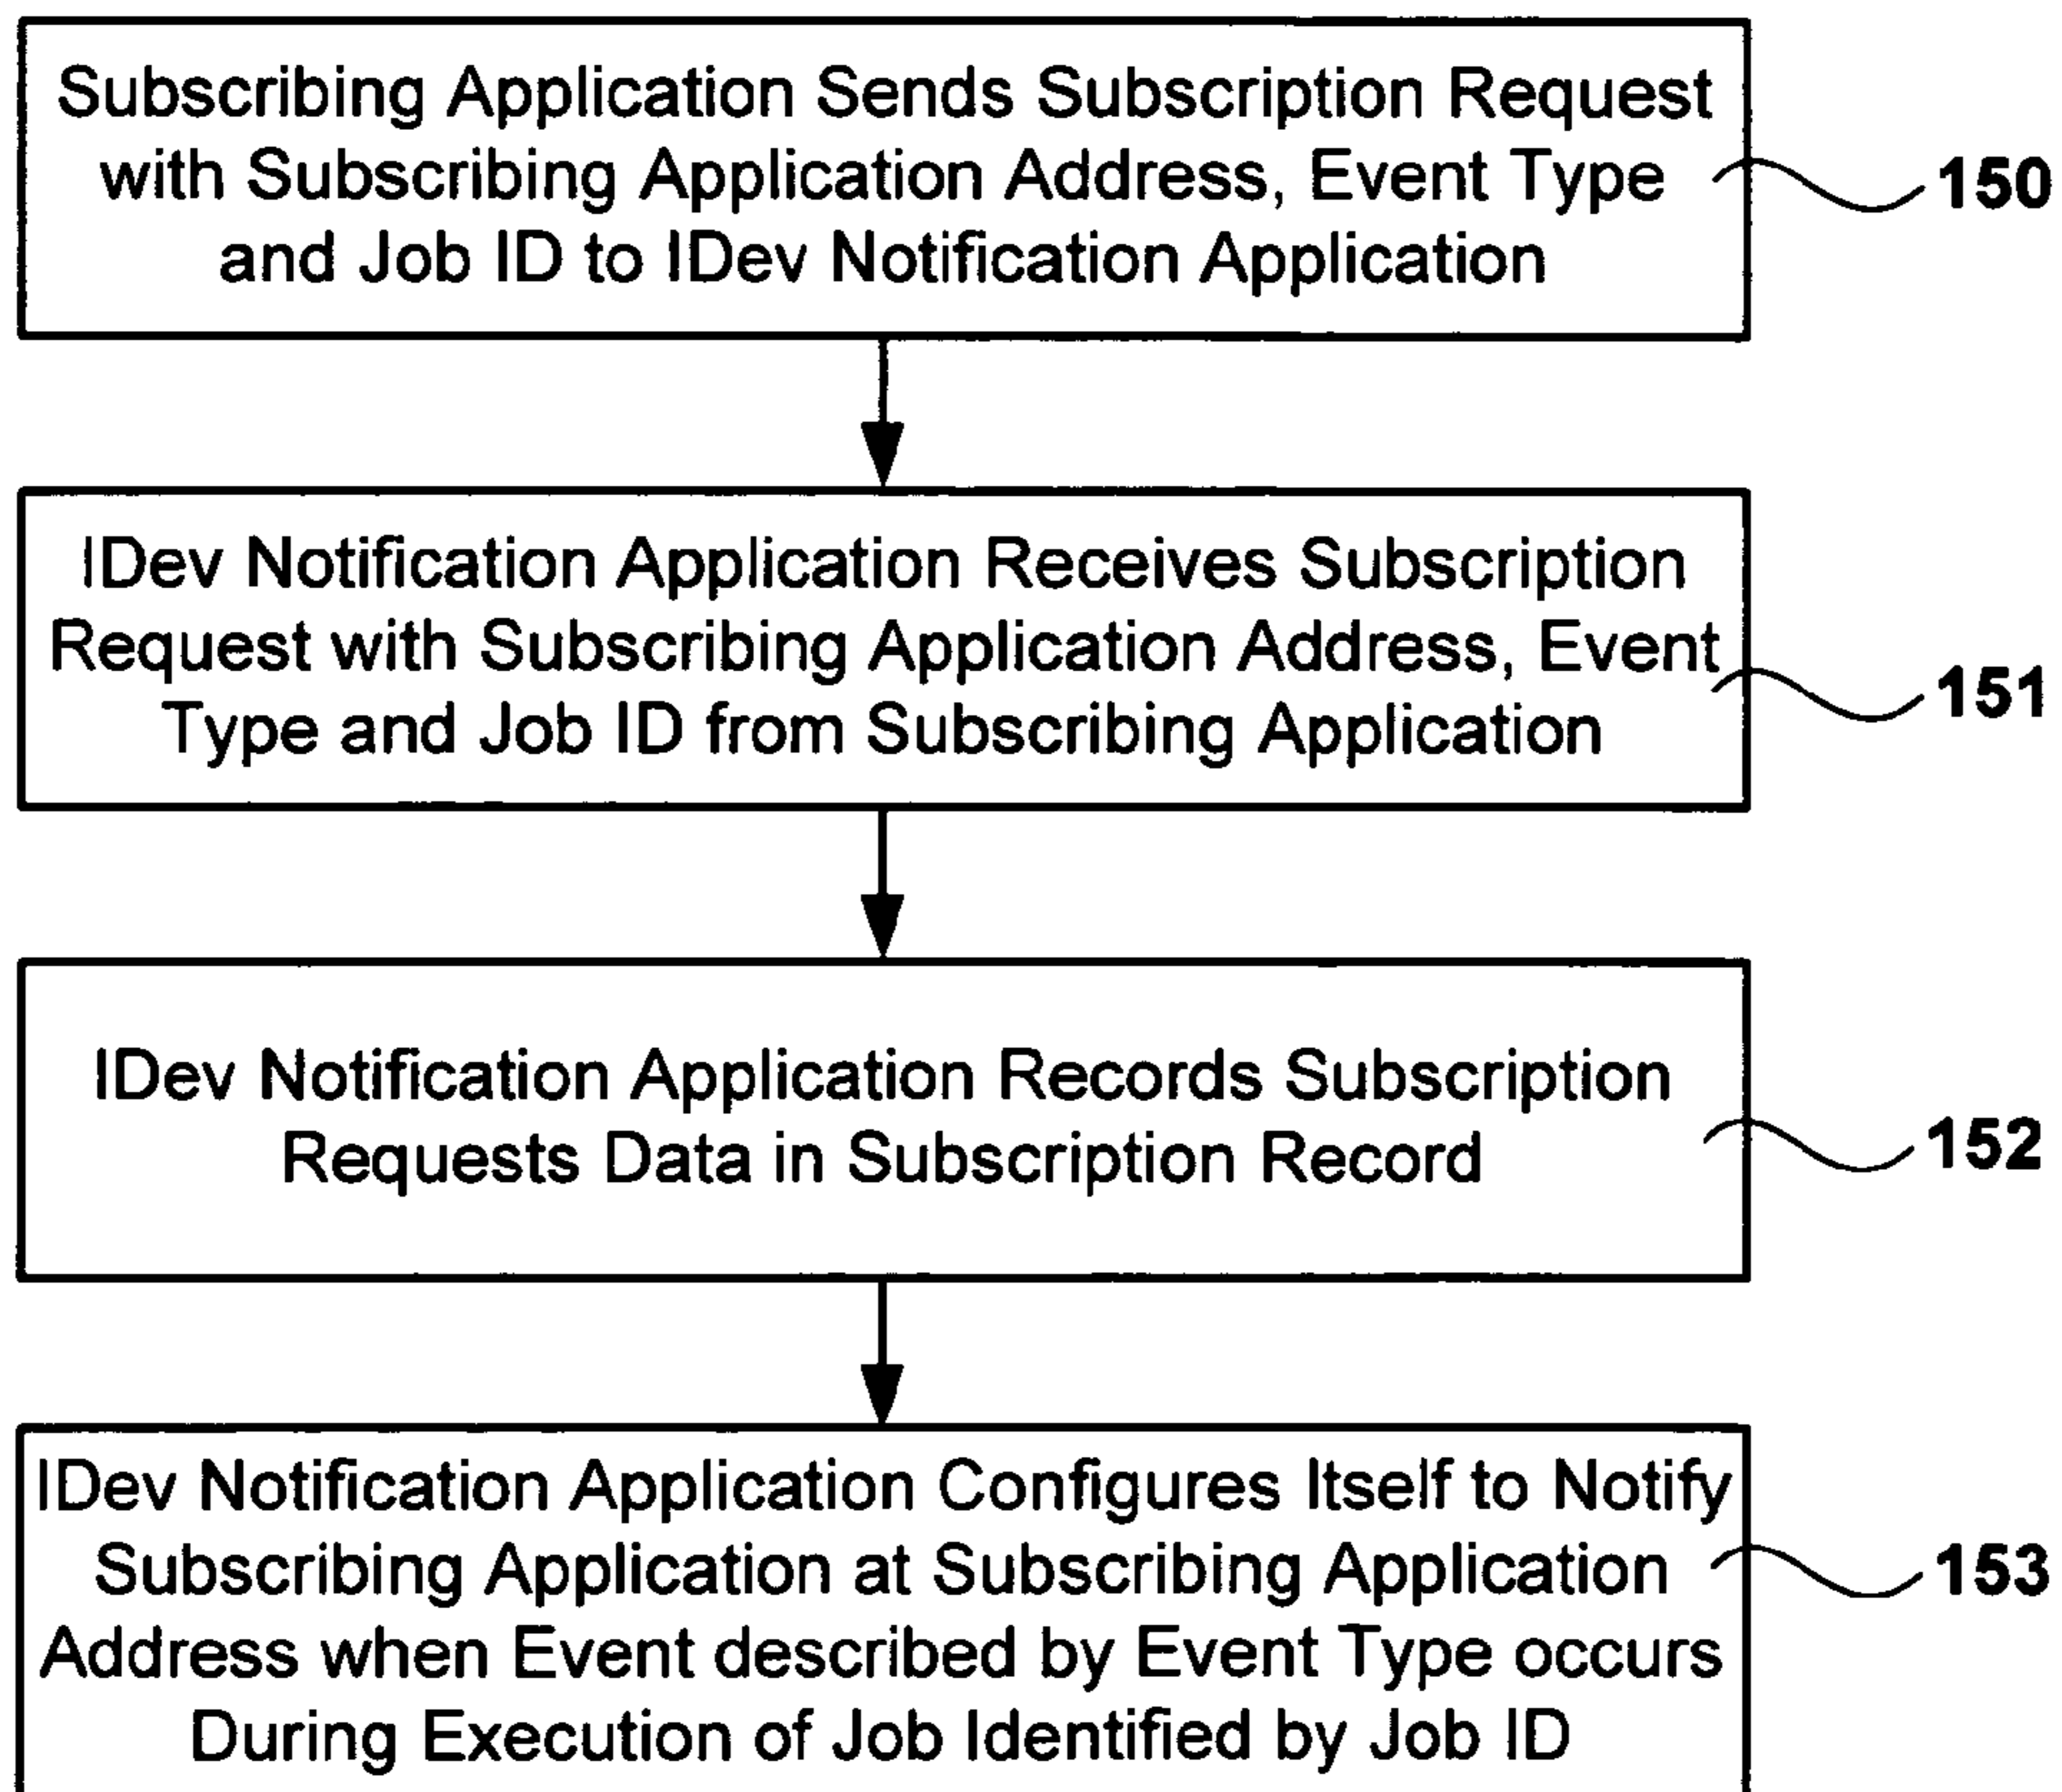 Subscribing Application Sends Subscription Request
with Subscribing Application Address, Event Type
and Job ID to IDev Notification Application
150
IDev Notification Application Receives Subscription
Request with Subscribing Application Address, Event
Type and Job ID from Subscribing Application
151
IDev Notification Application Records Subscription
Requests Data in Subscription Record
152
IDev Notification Application Configures Itself to Notify
Subscribing Application at Subscribing Application
Address when Event described by Event Type occurs
During Execution of Job Identified by Job ID
153